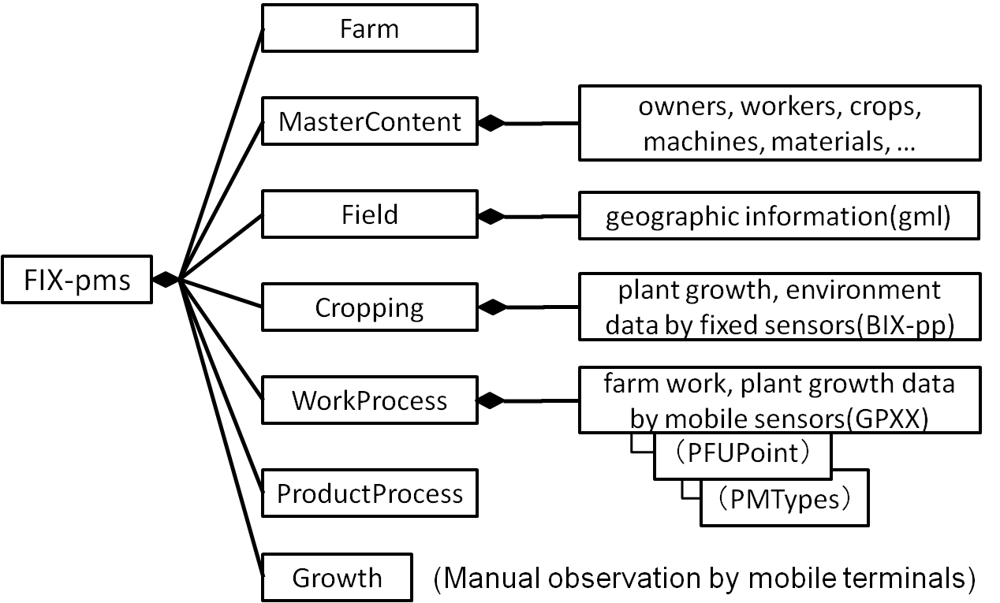 Farm
MasterContent
owners, workers, crops,
machines, materials, ...
Field
geographic information(gml)
FIX-pms
Cropping
plant growth, environment
data by fixed sensors(BIX-pp)
WorkProcess
farm work, plant growth data
by mobile sensors(GPXX)
（PFUPoint）
ProductProcess
（PMTypes）
Growth
(Manual observation by mobile terminals)